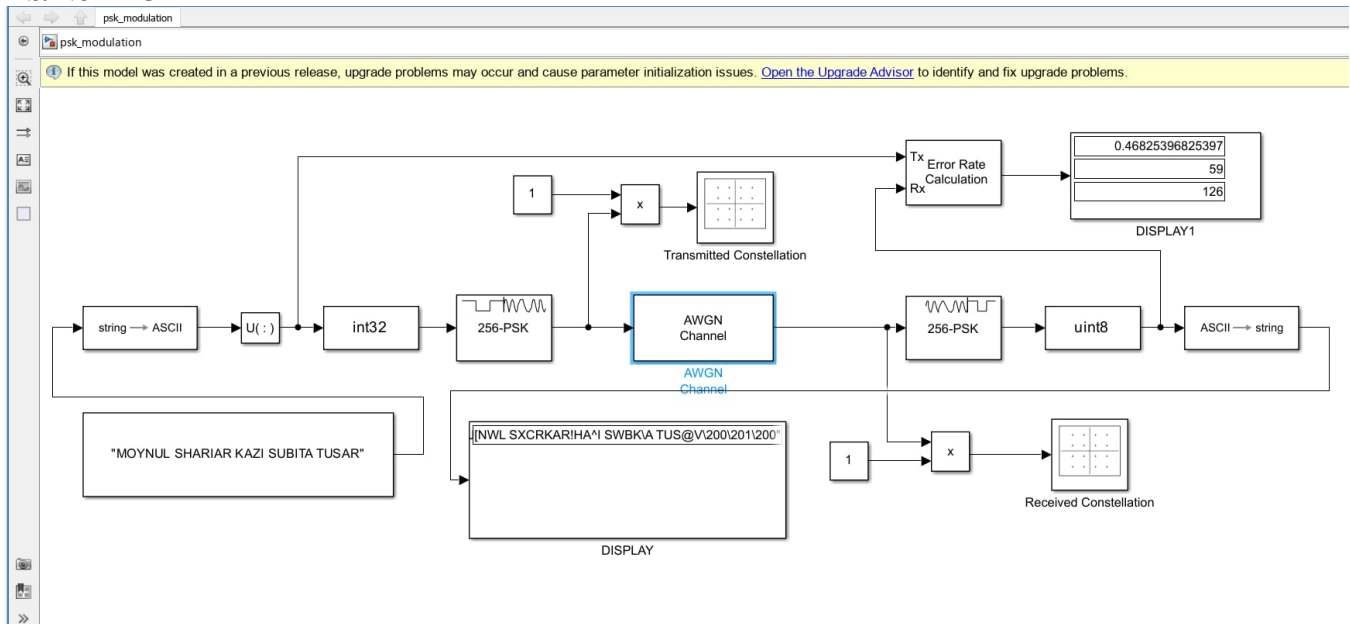 psk_modulation
psk_modulation
If this model was created in a previous release, upgrade problems may occur and cause parameter initialization issues. Open the Upgrade Advisor to identify and fix upgrade problems.
Tx
Rx
Error Rate
Calculation
0.46825396825397
59
126
DISPLAY1
1
x
Transmitted Constellation
string → ASCII
U( : )
int32
256-PSK
AWGN
Channel
AWGN
Channel
256-PSK
uint8
ASCII → string
"MOYNUL SHARIAR KAZI SUBITA TUSAR"
[NWL SXCRKAR!HA^I SWBK\A TUS@V\200\201\200"
DISPLAY
1
x
Received Constellation